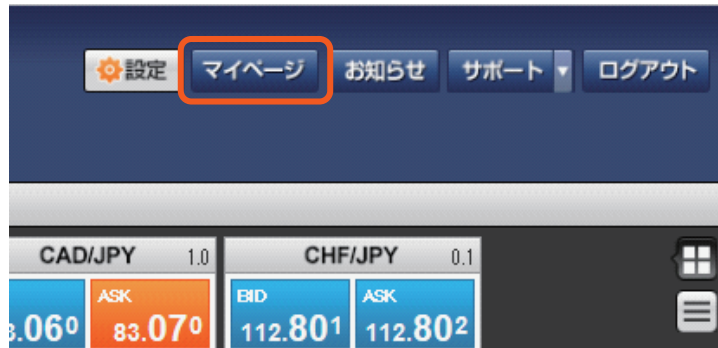 設定 マイページ お知らせ サポート ▼ ログアウト
CAD/JPY 1.0 CHF/JPY 0.1
ASK BID ASK
.060 83.070 112.801 112.802